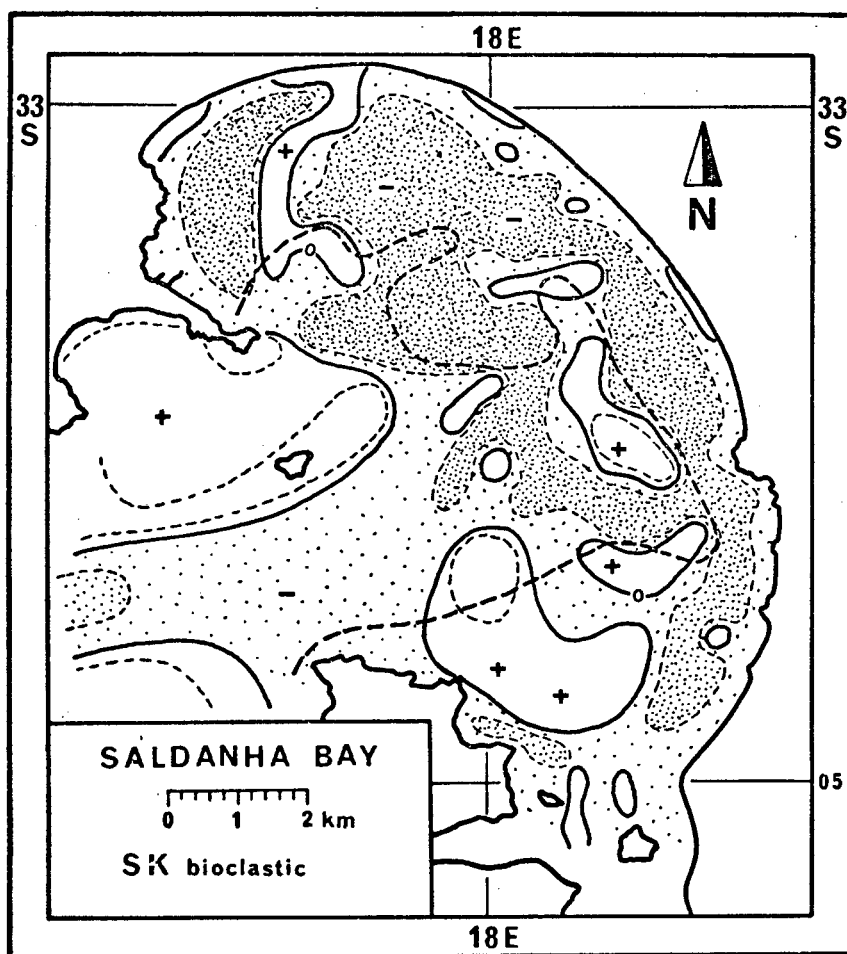 18E
33 33
S S
N
+
-
-
+
+
o
+
-
o
+
+
SALDANHA BAY
05
0 1 2 km
SK bioclastic
18E